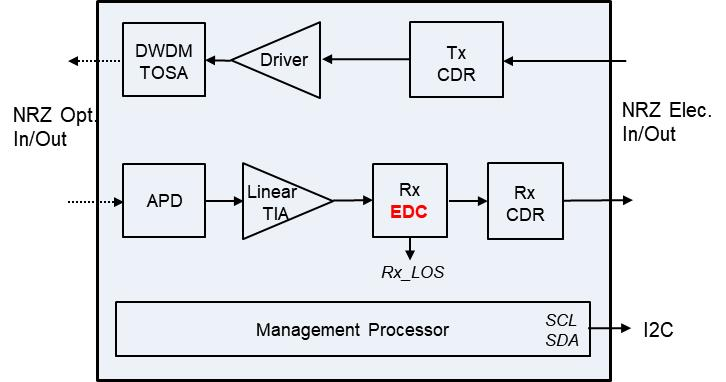 DWDM
TOSA
Driver
Tx
CDR
NRZ Opt.
In/Out
NRZ Elec.
In/Out
APD
Linear
TIA
Rx
EDC
Rx
CDR
Rx_LOS
Management Processor
SCL
SDA
I2C